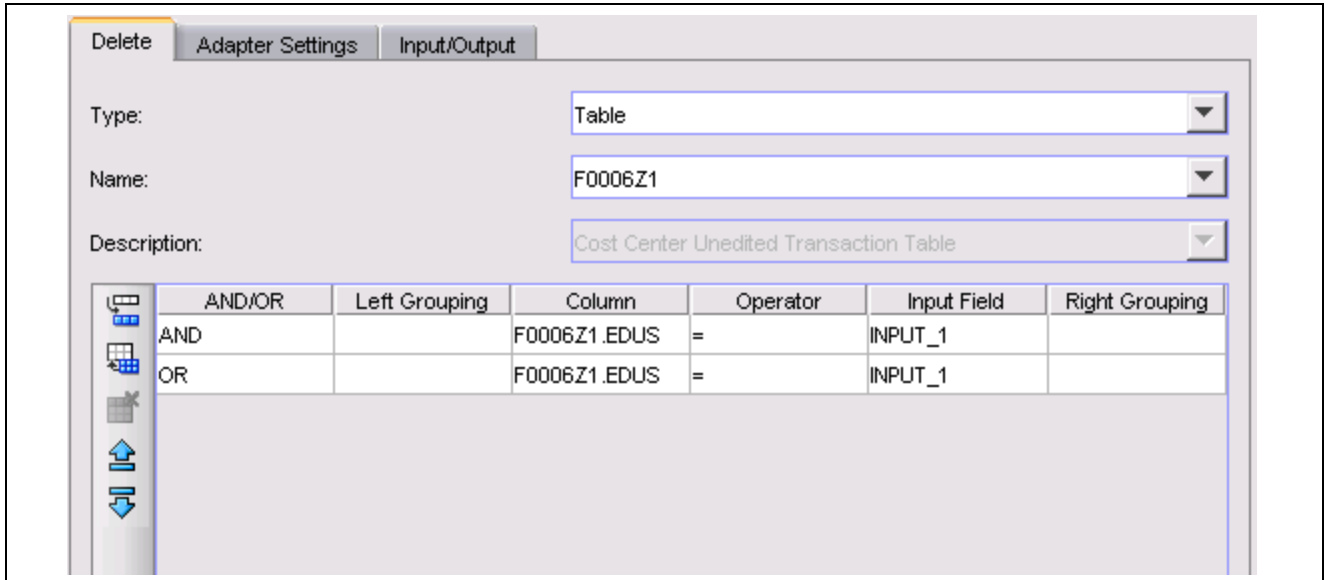 Delete Adapter Settings Input/Output
Type: Table
Name: F0006Z1
Description: Cost Center Unedited Transaction Table
AND/OR Left Grouping Column Operator Input Field Right Grouping
AND F0006Z1.EDUS = INPUT_1
OR F0006Z1.EDUS = INPUT_1